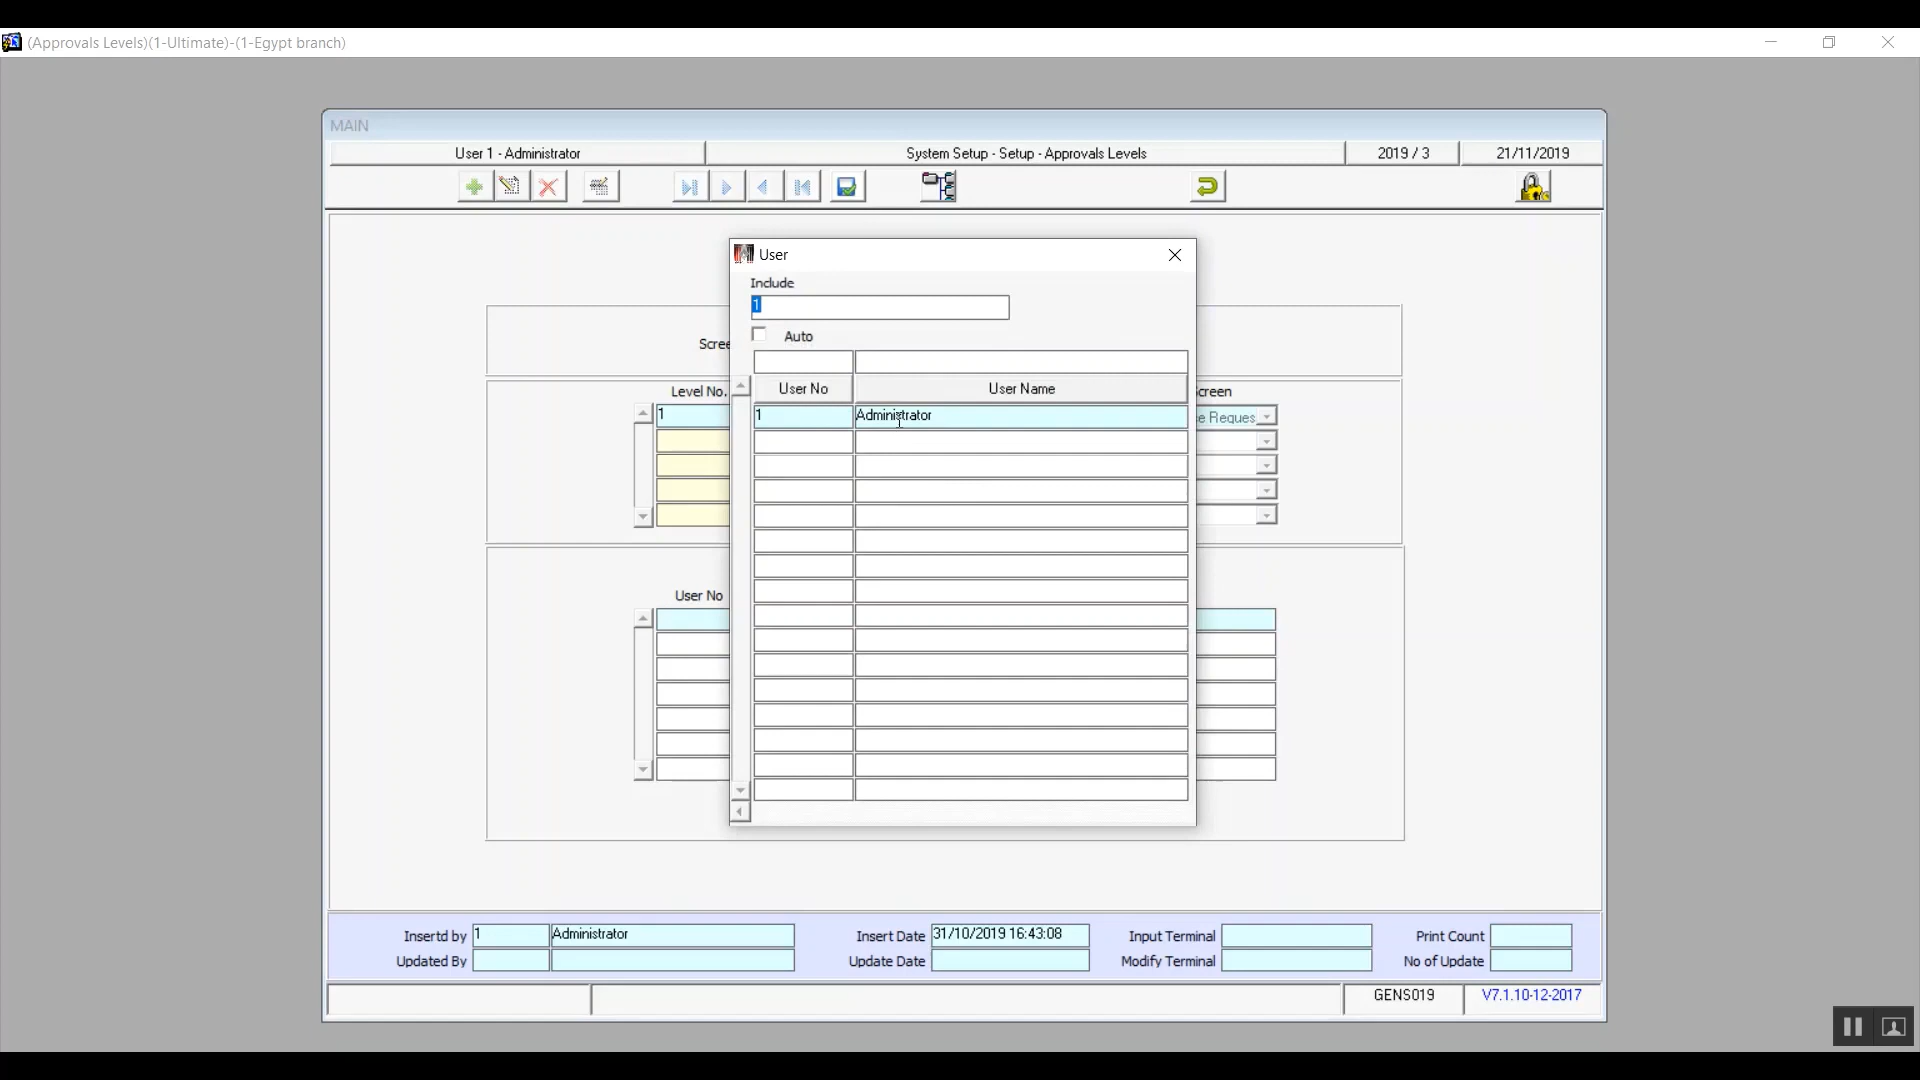 (Approvals Levels)(1-Ultimate)-(1-Egypt branch)
MAIN
User 1 - Administrator
System Setup - Setup - Approvals Levels
2019 / 3
21/11/2019
User
Include
1
Auto
User No
User Name
1
Administrator
Scree
Level No.
creen
1
e Reques
User No
Insertd by
1
Administrator
Insert Date
31/10/2019 16:43:08
Input Terminal
Print Count
Updated By
Update Date
Modify Terminal
No of Update
GENS019
V7.1.10-12-2017